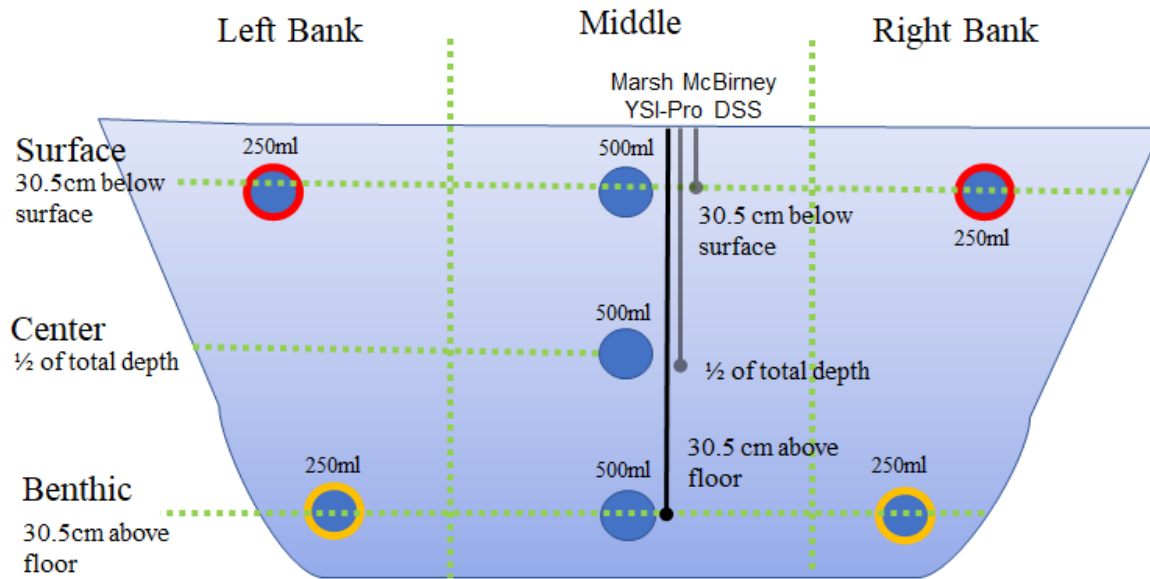 Left Bank
Middle
Right Bank
Marsh McBirney
YSI-Pro DSS
Surface
30.5cm below
surface
250ml
500ml
30.5 cm below
surface
250ml
Center
½ of total depth
500ml
½ of total depth
Benthic
30.5cm above
floor
250ml
500ml
30.5 cm above
floor
250ml